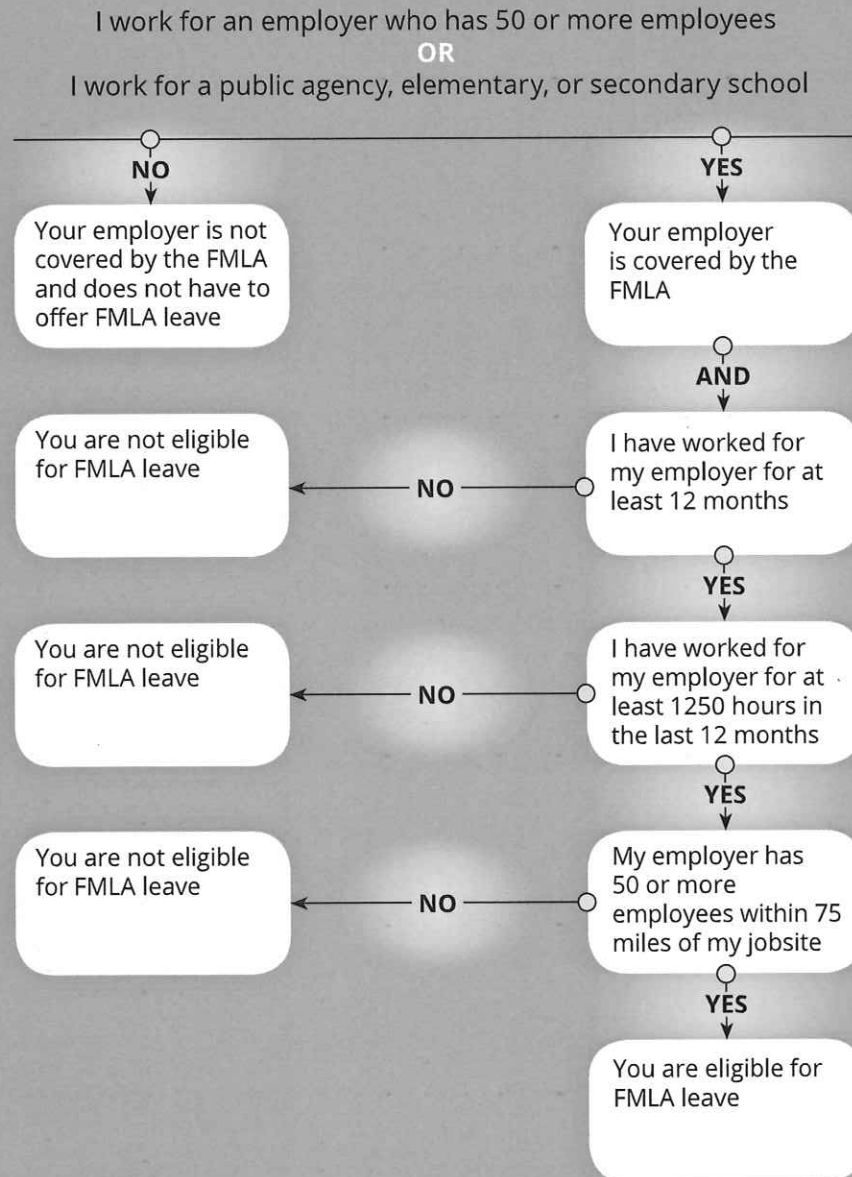 I work for an employer who has 50 or more employees
OR
I work for a public agency, elementary, or secondary school
NO
YES
Your employer is not
covered by the FMLA
and does not have to
offer FMLA leave
Your employer
is covered by the
FMLA
AND
You are not eligible
for FMLA leave
NO
I have worked for
my employer for at
least 12 months
YES
You are not eligible
for FMLA leave
NO
I have worked for
my employer for at
least 1250 hours in
the last 12 months
YES
You are not eligible
for FMLA leave
NO
My employer has
50 or more
employees within 75
miles of my jobsite
YES
You are eligible for
FMLA leave